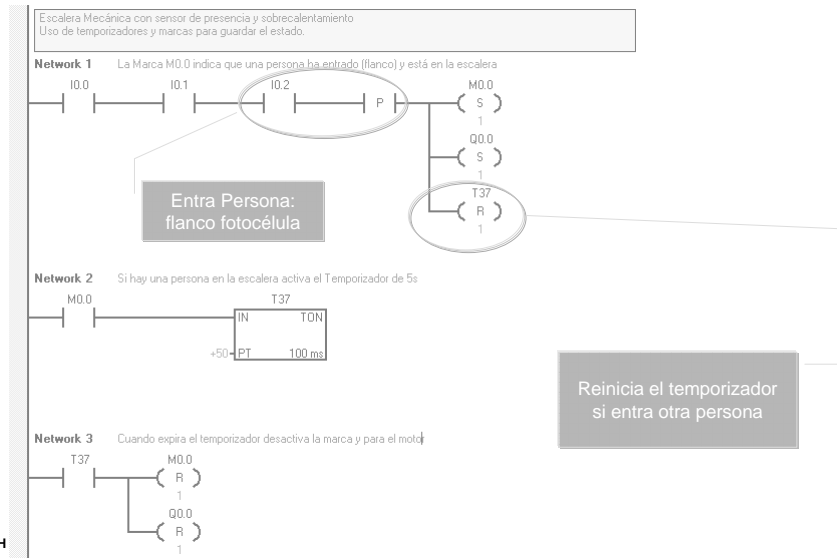 Escalera Mecánica con sensor de presencia y sobrecalentamiento
Uso de temporizadores y marcas para guardar el estado.
Network 1 La Marca M0.0 indica que una persona ha entrado (flanco) y está en la escalera
I0.0 I0.1 I0.2 M0.0
P S
1
Q0.0
S
1
T37
R
1
Entra Persona:
flanco fotocélula
Network 2 Si hay una persona en la escalera activa el Temporizador de 5s
M0.0 T37
IN TON
+50 PT 100 ms
Reinicia el temporizador
si entra otra persona
Network 3 Cuando expira el temporizador desactiva la marca y para el motor
T37 M0.0
R
1
Q0.0
R
1
H